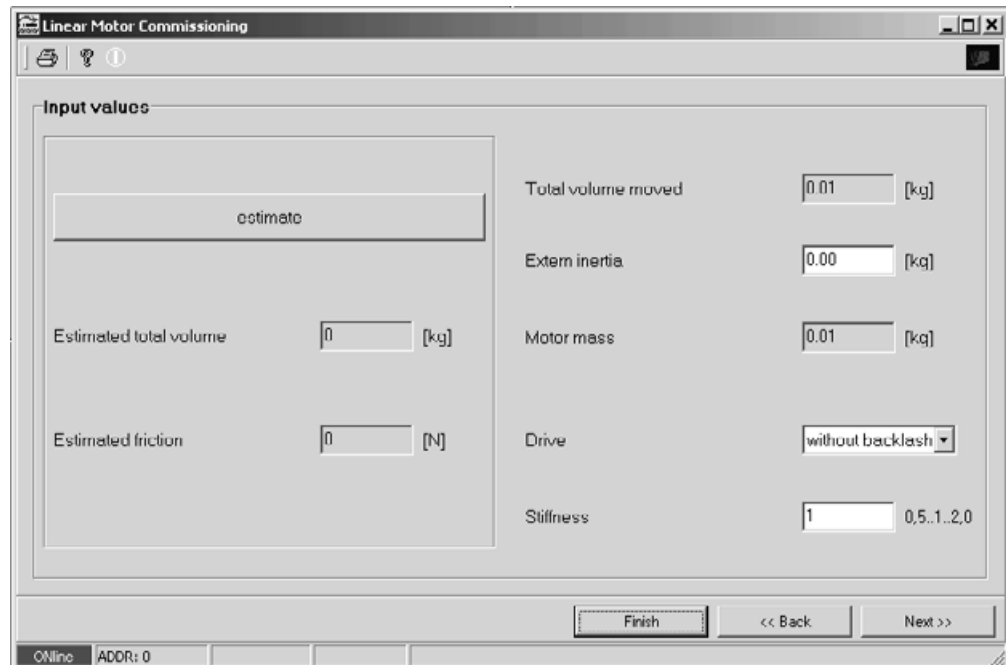 Linear Motor Commissioning
Input values
estimate
Estimated total volume 0 [kg]
Estimated friction 0 [N]
Total volume moved 0.01 [kg]
Extern inertia 0.00 [kg]
Motor mass 0.01 [kg]
Drive without backlash
Stiffness 1 0,5..1..2,0
Finish << Back Next >>
ONline ADDR: 0